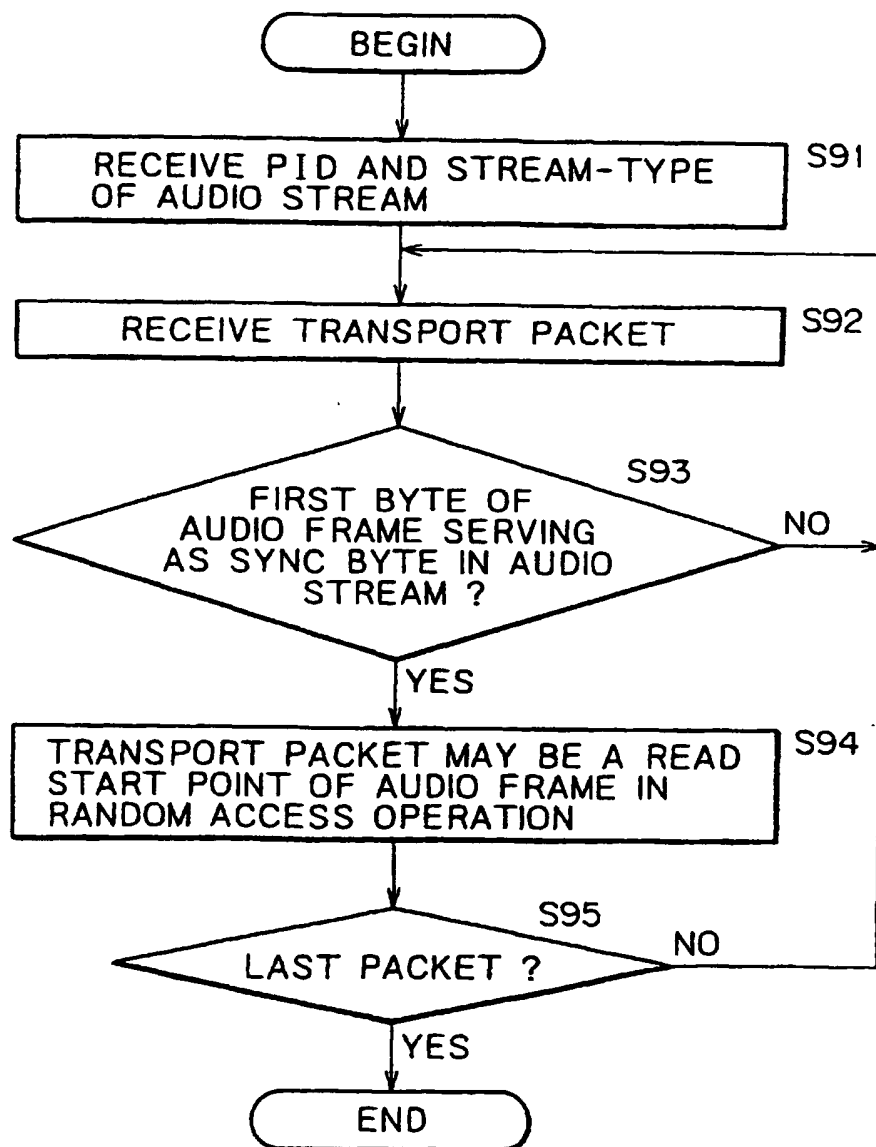 BEGIN
S91
RECEIVE PID AND STREAM-TYPE
OF AUDIO STREAM
RECEIVE TRANSPORT PACKET
S92
S93
FIRST BYTE OF
AUDIO FRAME SERVING
AS SYNC BYTE IN AUDIO
STREAM ?
NO
YES
S94
TRANSPORT PACKET MAY BE A READ
START POINT OF AUDIO FRAME IN
RANDOM ACCESS OPERATION
S95
LAST PACKET ?
NO
YES
END